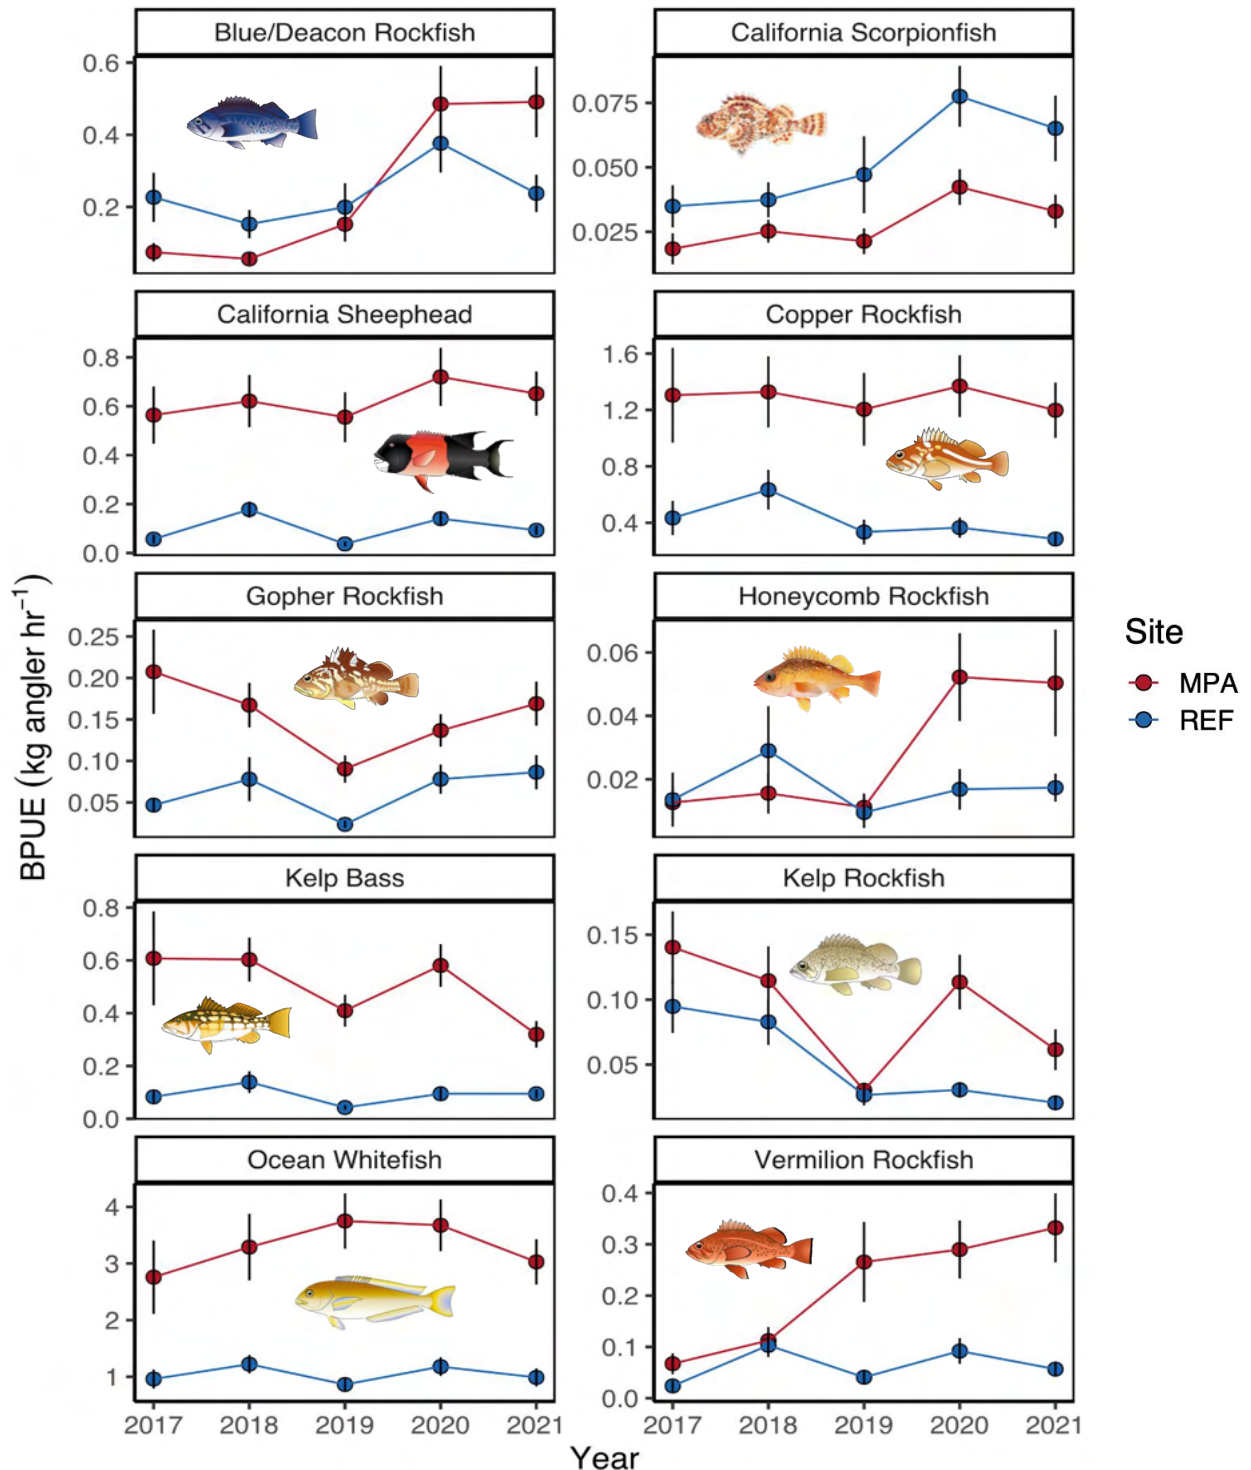 Blue/Deacon Rockfish
California Scorpionfish
0.6
0.4
0.2
0.075
0.050
0.025
California Sheephead
Copper Rockfish
0.8
0.6
0.4
0.2
0.0
1.6
1.2
0.8
0.4
Gopher Rockfish
Honeycomb Rockfish
0.25
0.20
0.15
0.10
0.05
0.06
0.04
0.02
Kelp Bass
Kelp Rockfish
0.8
0.6
0.4
0.2
0.0
0.15
0.10
0.05
Ocean Whitefish
Vermilion Rockfish
4
3
2
1
0.4
0.3
0.2
0.1
0.0
2017 2018 2019 2020 2021
2017 2018 2019 2020 2021
Year
BPUE (kg angler hr⁻¹)
Site
MPA
REF